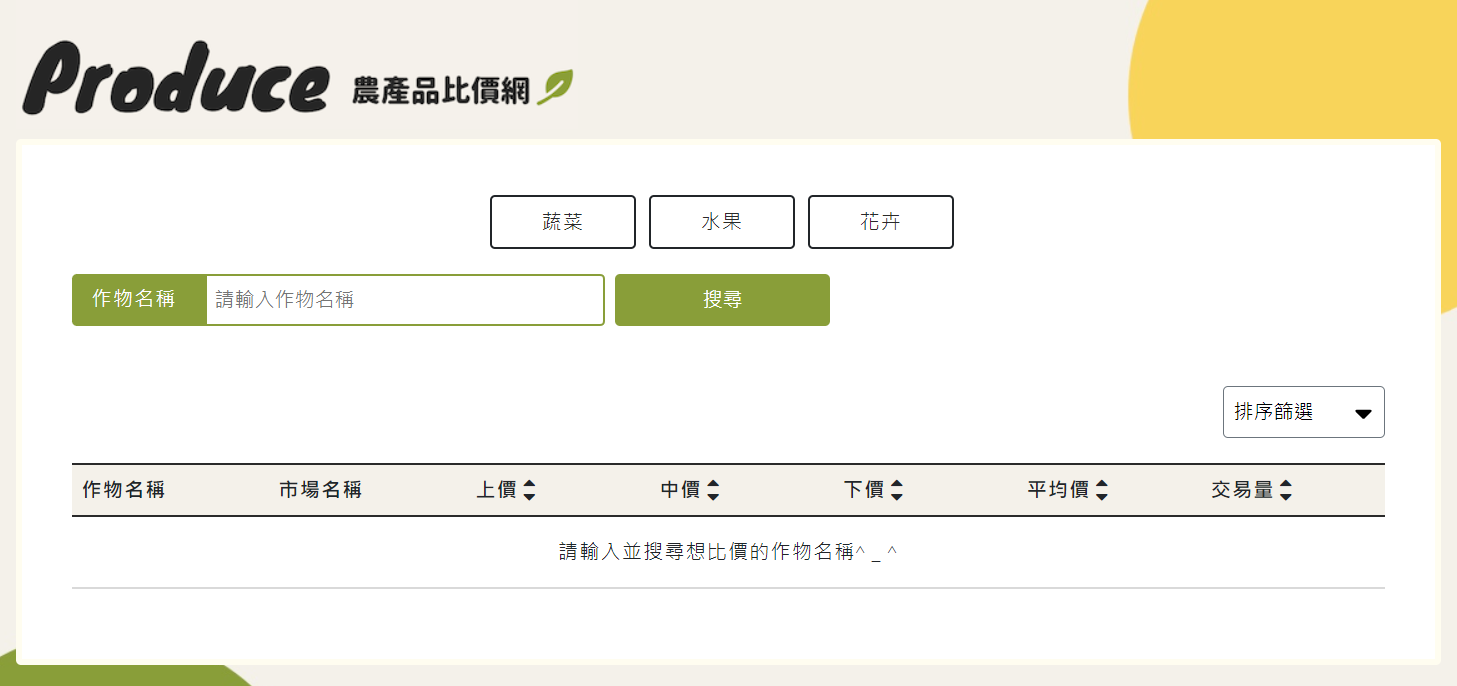 Produce 農產品比價網
蔬菜 水果 花卉
作物名稱 請輸入作物名稱 搜尋
排序篩選
作物名稱 市場名稱 上價 中價 下價 平均價 交易量
請輸入並搜尋想比價的作物名稱^ _ ^